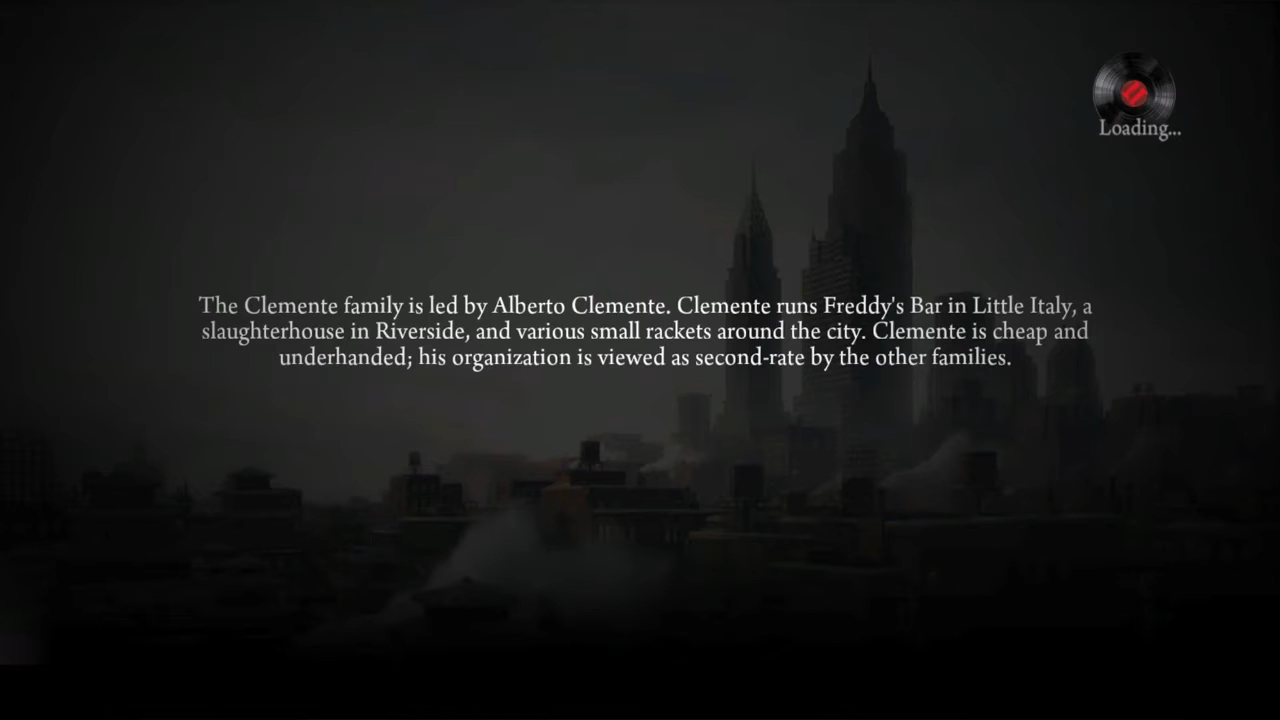 Loading...
The Clemente family is led by Alberto Clemente. Clemente runs Freddy's Bar in Little Italy, a
slaughterhouse in Riverside, and various small rackets around the city. Clemente is cheap and
underhanded; his organization is viewed as second-rate by the other families.